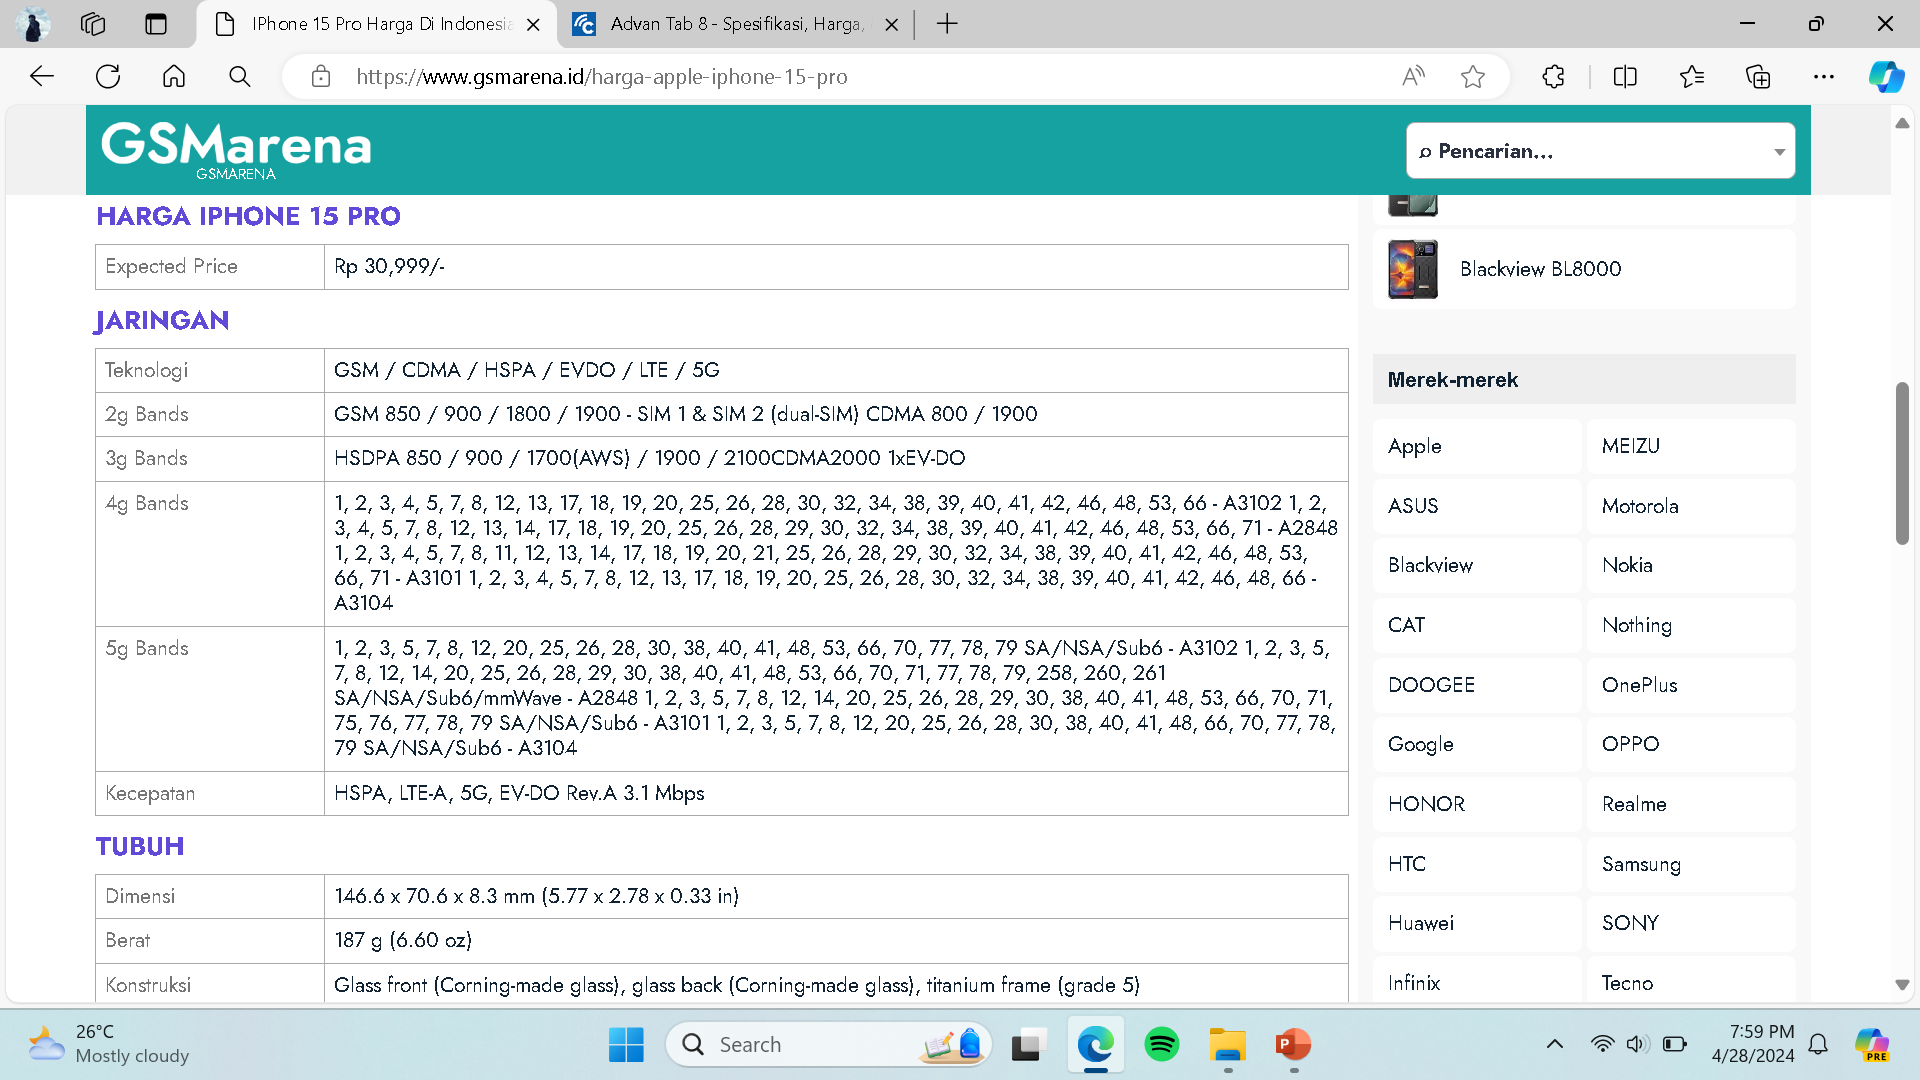 IPhone 15 Pro Harga Di Indonesia
Advan Tab 8 - Spesifikasi, Harga,
https://www.gsmarena.id/harga-apple-iphone-15-pro
GSMarena
GSMARENA
Pencarian...
HARGA IPHONE 15 PRO
Expected Price
Rp 30,999/-
JARINGAN
Teknologi
GSM / CDMA / HSPA / EVDO / LTE / 5G
2g Bands
GSM 850 / 900 / 1800 / 1900 - SIM 1 & SIM 2 (dual-SIM) CDMA 800 / 1900
3g Bands
HSDPA 850 / 900 / 1700(AWS) / 1900 / 2100CDMA2000 1xEV-DO
4g Bands
1, 2, 3, 4, 5, 7, 8, 12, 13, 17, 18, 19, 20, 25, 26, 28, 30, 32, 34, 38, 39, 40, 41, 42, 46, 48, 53, 66 - A3102 1, 2,
3, 4, 5, 7, 8, 12, 13, 14, 17, 18, 19, 20, 25, 26, 28, 29, 30, 32, 34, 38, 39, 40, 41, 42, 46, 48, 53, 66, 71 - A2848
1, 2, 3, 4, 5, 7, 8, 11, 12, 13, 14, 17, 18, 19, 20, 21, 25, 26, 28, 29, 30, 32, 34, 38, 39, 40, 41, 42, 46, 48, 53,
66, 71 - A3101 1, 2, 3, 4, 5, 7, 8, 12, 13, 17, 18, 19, 20, 25, 26, 28, 30, 32, 34, 38, 39, 40, 41, 42, 46, 48, 66 -
A3104
5g Bands
1, 2, 3, 5, 7, 8, 12, 20, 25, 26, 28, 30, 38, 40, 41, 48, 53, 66, 70, 77, 78, 79 SA/NSA/Sub6 - A3102 1, 2, 3, 5,
7, 8, 12, 14, 20, 25, 26, 28, 29, 30, 38, 40, 41, 48, 53, 66, 70, 71, 77, 78, 79, 258, 260, 261
SA/NSA/Sub6/mmWave - A2848 1, 2, 3, 5, 7, 8, 12, 14, 20, 25, 26, 28, 29, 30, 38, 40, 41, 48, 53, 66, 70, 71,
75, 76, 77, 78, 79 SA/NSA/Sub6 - A3101 1, 2, 3, 5, 7, 8, 12, 20, 25, 26, 28, 30, 38, 40, 41, 48, 66, 70, 77, 78,
79 SA/NSA/Sub6 - A3104
Kecepatan
HSPA, LTE-A, 5G, EV-DO Rev.A 3.1 Mbps
TUBUH
Dimensi
146.6 x 70.6 x 8.3 mm (5.77 x 2.78 x 0.33 in)
Berat
187 g (6.60 oz)
Konstruksi
Glass front (Corning-made glass), glass back (Corning-made glass), titanium frame (grade 5)
Blackview BL8000
Merek-merek
Apple
MEIZU
ASUS
Motorola
Blackview
Nokia
CAT
Nothing
DOOGEE
OnePlus
Google
OPPO
HONOR
Realme
HTC
Samsung
Huawei
SONY
Infinix
Tecno
26°C
Mostly cloudy
Search
7:59 PM
4/28/2024
PRE